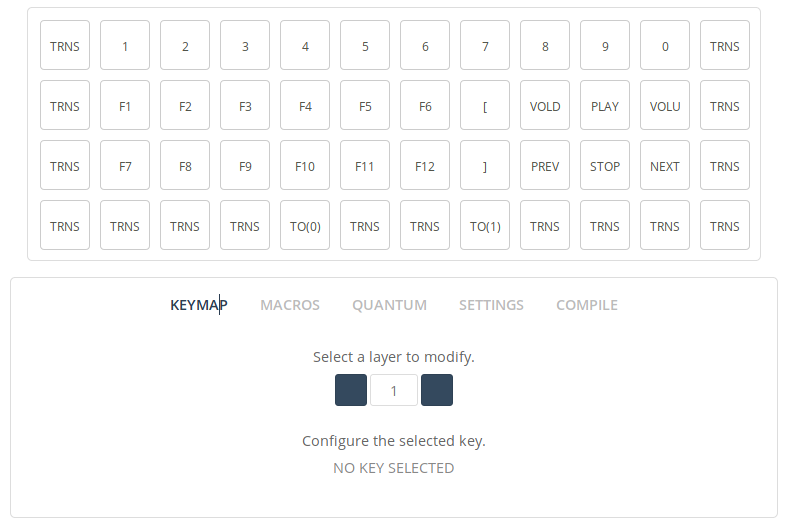 TRNS 1 2 3 4 5 6 7 8 9 0 TRNS
TRNS F1 F2 F3 F4 F5 F6 [ VOLD PLAY VOLU TRNS
TRNS F7 F8 F9 F10 F11 F12 ] PREV STOP NEXT TRNS
TRNS TRNS TRNS TRNS TO(0) TRNS TRNS TO(1) TRNS TRNS TRNS TRNS
KEYMAP MACROS QUANTUM SETTINGS COMPILE
Select a layer to modify.
1
Configure the selected key.
NO KEY SELECTED